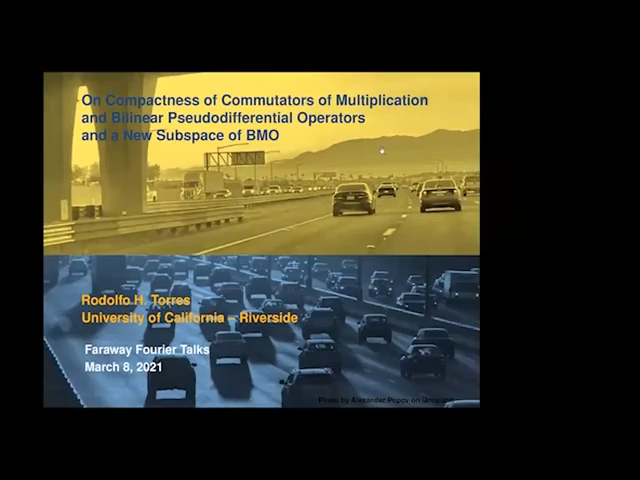 On Compactness of Commutators of Multiplication
and Bilinear Pseudodifferential Operators
and a New Subspace of BMO
Rodolfo H. Torres
University of California – Riverside
Faraway Fourier Talks
March 8, 2021
Photo by Alexander Popov on Unsplash